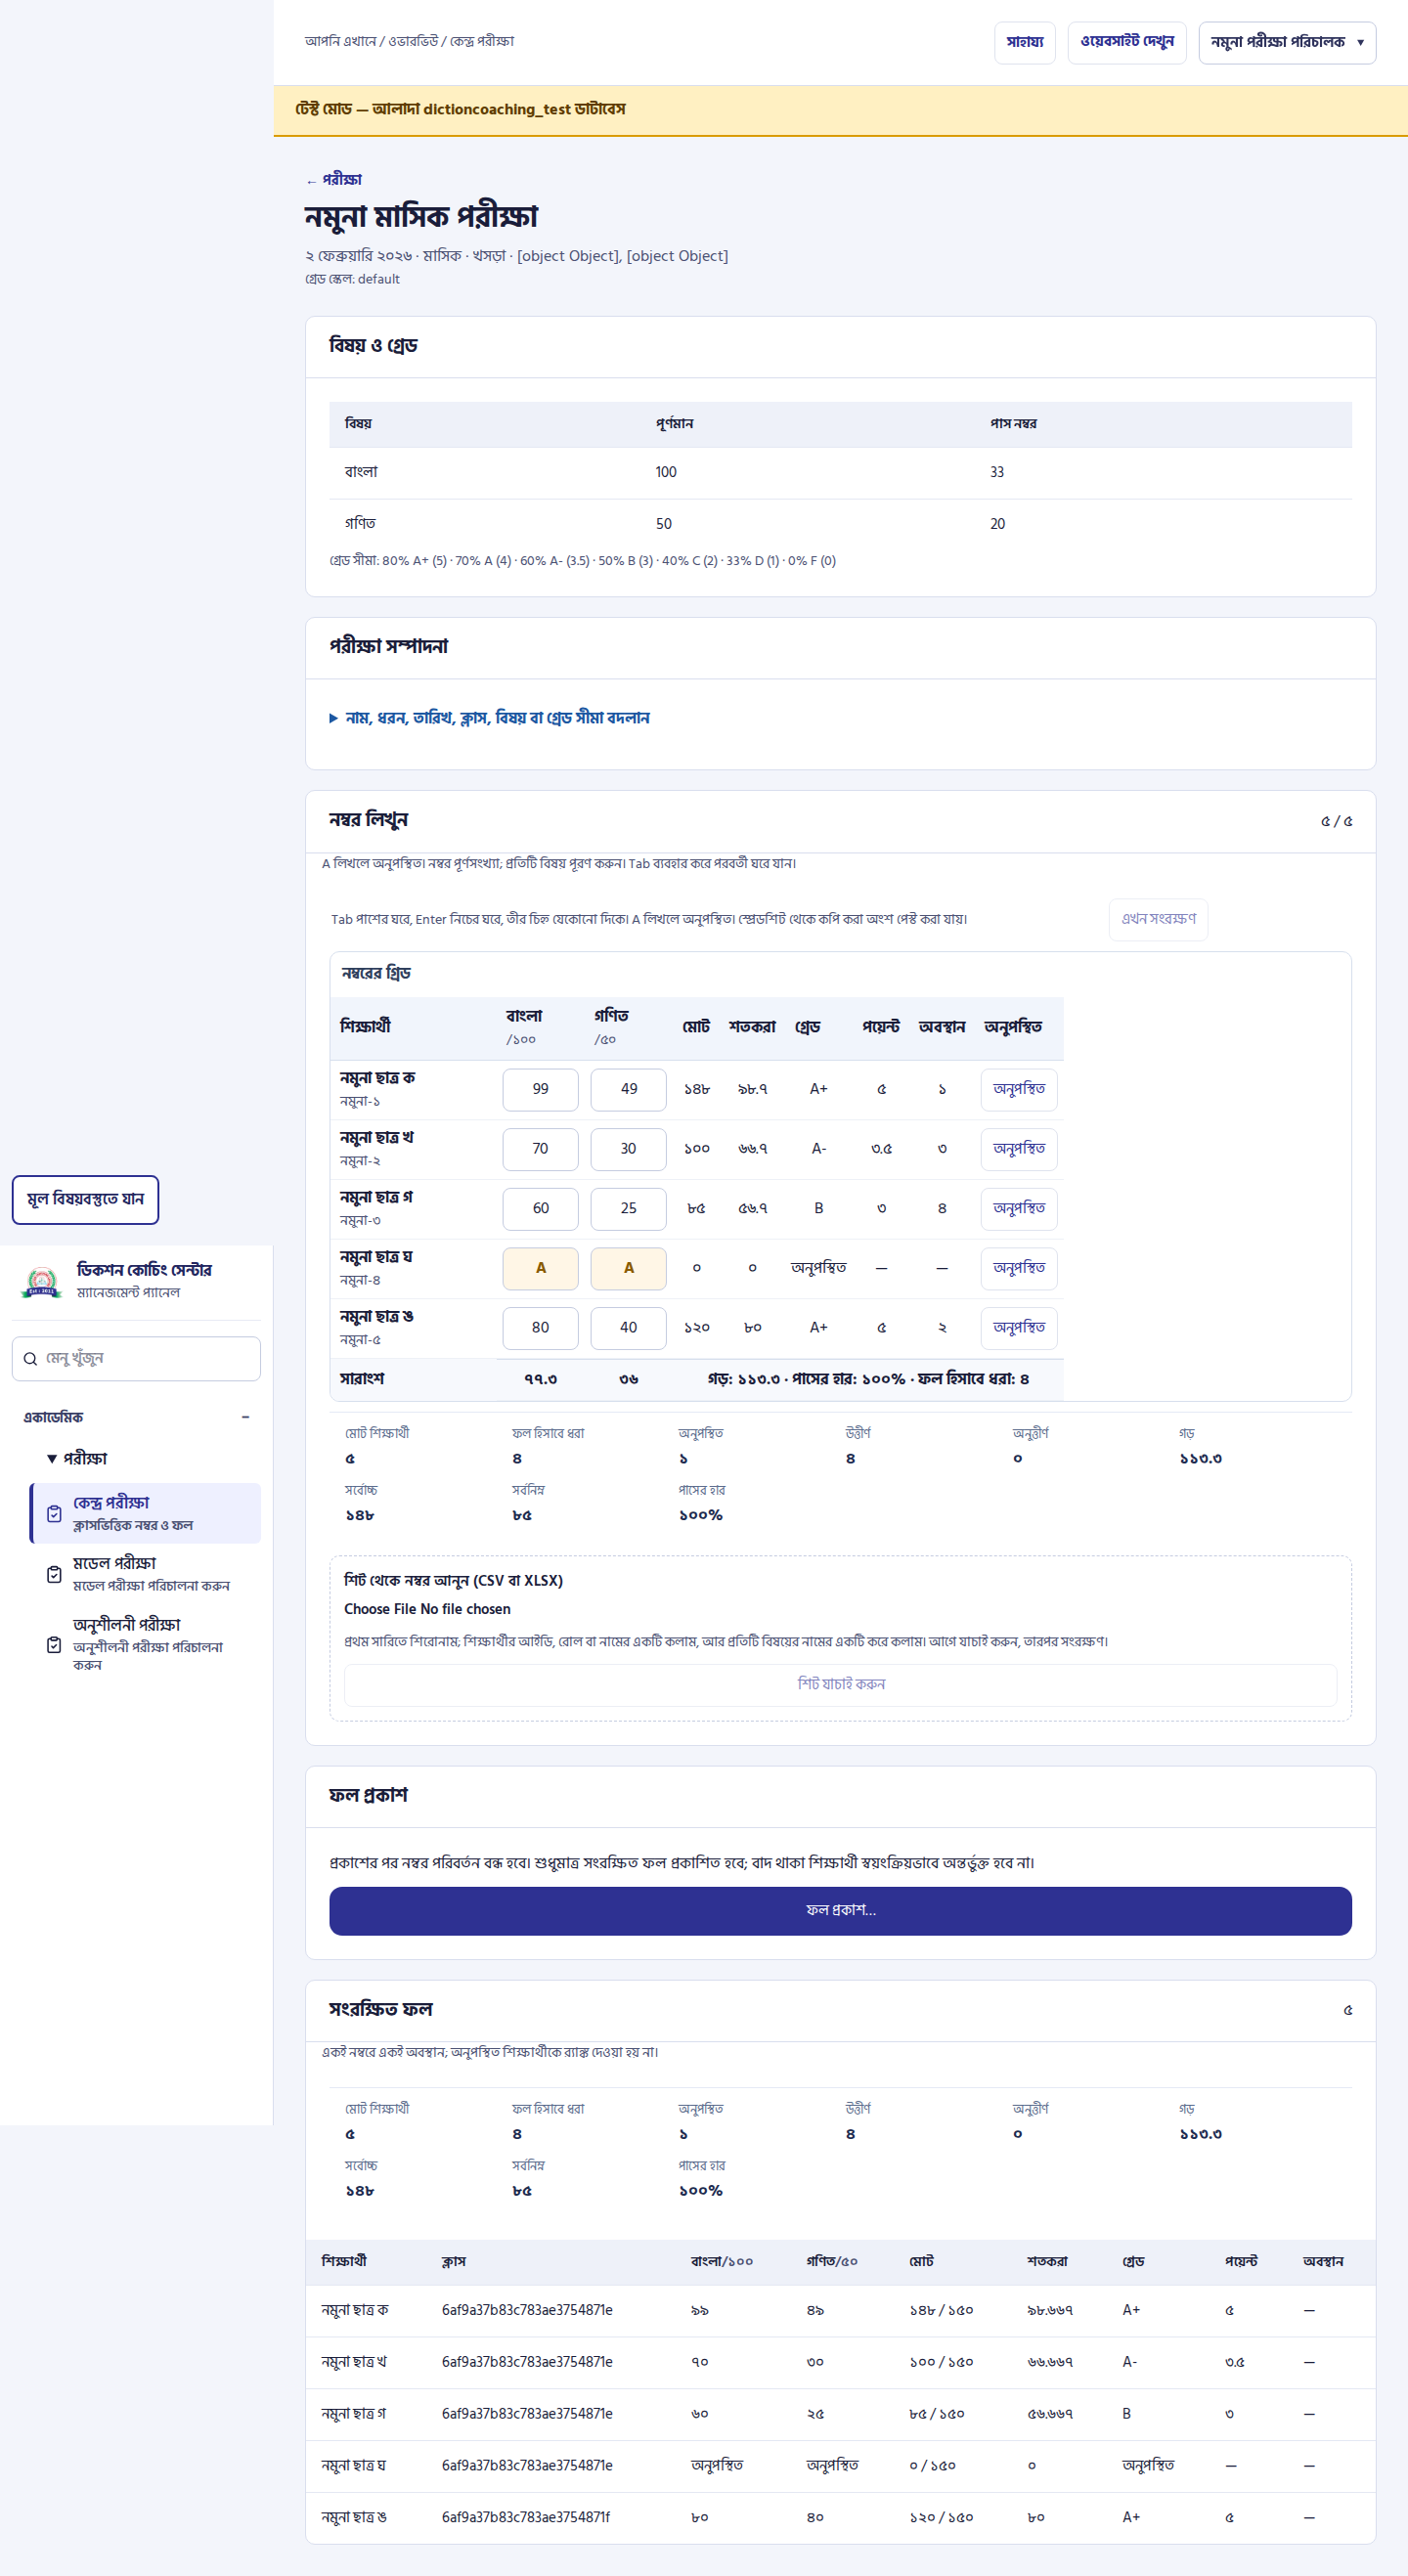 আপনি এখানে / ওভারভিউ / কেন্দ্র পরীক্ষা
সাহায্য
ওয়েবসাইট দেখুন
নমুনা পরীক্ষা পরিচালক
টেস্ট মোড — আলাদা dictioncoaching_test ডাটাবেস
← পরীক্ষা
নমুনা মাসিক পরীক্ষা
২ ফেব্রুয়ারি ২০২৬ · মাসিক · খসড়া · [object Object], [object Object]
গ্রেড স্কেল: default
বিষয় ও গ্রেড
বিষয় পূর্ণমান পাস নম্বর
বাংলা 100 33
গণিত 50 20
গ্রেড সীমা: 80% A+ (5) · 70% A (4) · 60% A- (3.5) · 50% B (3) · 40% C (2) · 33% D (1) · 0% F (0)
পরীক্ষা সম্পাদনা
▶ নাম, ধরন, তারিখ, ক্লাস, বিষয় বা গ্রেড সীমা বদলান
নম্বর লিখুন
৫ / ৫
A লিখলে অনুপস্থিত। নম্বর পূর্ণসংখ্যা; প্রতিটি বিষয় পূরণ করুন। Tab ব্যবহার করে পরবর্তী ঘরে যান।
Tab পাশের ঘরে, Enter নিচের ঘরে, তীর চিহ্ন যেকোনো দিকে। A লিখলে অনুপস্থিত। স্প্রেডশিট থেকে কপি করা অংশ পেস্ট করা যায়।
এখন সংরক্ষণ
নম্বরের গ্রিড
শিক্ষার্থী বাংলা /১০০ গণিত /৫০ মোট শতকরা গ্রেড পয়েন্ট অবস্থান অনুপস্থিত
নমুনা ছাত্র ক 99 49 ১৪৮ ৯৮.৭ A+ ৫ ১ অনুপস্থিত
নমুনা-১
নমুনা ছাত্র খ 70 30 ১০০ ৬৬.৭ A- ৩.৫ ৩ অনুপস্থিত
নমুনা-২
নমুনা ছাত্র গ 60 25 ৮৫ ৫৬.৭ B ৩ ৪ অনুপস্থিত
নমুনা-৩
নমুনা ছাত্র ঘ A A ০ ০ অনুপস্থিত — — অনুপস্থিত
নমুনা-৪
নমুনা ছাত্র ঙ 80 40 ১২০ ৮০ A+ ৫ ২ অনুপস্থিত
নমুনা-৫
সারাংশ ৭৭.৩ ৩৬ গড়: ১১৩.৩ · পাসের হার: ১০০% · ফল হিসাবে ধরা: ৪
মোট শিক্ষার্থী ফল হিসাবে ধরা অনুপস্থিত উত্তীর্ণ অনুত্তীর্ণ গড়
৫ ৪ ১ ৪ ০ ১১৩.৩
সর্বোচ্চ সর্বনিম্ন পাসের হার
১৪৮ ৮৫ ১০০%
শিট থেকে নম্বর আনুন (CSV বা XLSX)
Choose File No file chosen
প্রথম সারিতে শিরোনাম; শিক্ষার্থীর আইডি, রোল বা নামের একটি কলাম, আর প্রতিটি বিষয়ের নামের একটি করে কলাম। আগে যাচাই করুন, তারপর সংরক্ষণ।
শিট যাচাই করুন
ফল প্রকাশ
প্রকাশের পর নম্বর পরিবর্তন বন্ধ হবে। শুধুমাত্র সংরক্ষিত ফল প্রকাশিত হবে; বাদ থাকা শিক্ষার্থী স্বয়ংক্রিয়ভাবে অন্তর্ভুক্ত হবে না।
ফল প্রকাশ...
সংরক্ষিত ফল
৫
একই নম্বরে একই অবস্থান; অনুপস্থিত শিক্ষার্থীকে র‍্যাঙ্ক দেওয়া হয় না।
মোট শিক্ষার্থী ফল হিসাবে ধরা অনুপস্থিত উত্তীর্ণ অনুত্তীর্ণ গড়
৫ ৪ ১ ৪ ০ ১১৩.৩
সর্বোচ্চ সর্বনিম্ন পাসের হার
১৪৮ ৮৫ ১০০%
শিক্ষার্থী ক্লাস বাংলা/১০০ গণিত/৫০ মোট শতকরা গ্রেড পয়েন্ট অবস্থান
নমুনা ছাত্র ক 6af9a37b83c783ae3754871e ৯৯ ৪৯ ১৪৮ / ১৫০ ৯৮.৬৬৭ A+ ৫ —
নমুনা ছাত্র খ 6af9a37b83c783ae3754871e ৭০ ৩০ ১০০ / ১৫০ ৬৬.৬৬৭ A- ৩.৫ —
নমুনা ছাত্র গ 6af9a37b83c783ae3754871e ৬০ ২৫ ৮৫ / ১৫০ ৫৬.৬৬৭ B ৩ —
নমুনা ছাত্র ঘ 6af9a37b83c783ae3754871e অনুপস্থিত অনুপস্থিত ০ / ১৫০ ০ অনুপস্থিত — —
নমুনা ছাত্র ঙ 6af9a37b83c783ae3754871f ৮০ ৪০ ১২০ / ১৫০ ৮০ A+ ৫ —
মূল বিষয়বস্তুতে যান
ডিকশন কোচিং সেন্টার
ম্যানেজমেন্ট প্যানেল
মেনু খুঁজুন
একাডেমিক –
▼ পরীক্ষা
কেন্দ্র পরীক্ষা
ক্লাসভিত্তিক নম্বর ও ফল
মডেল পরীক্ষা
মডেল পরীক্ষা পরিচালনা করুন
অনুশীলনী পরীক্ষা
অনুশীলনী পরীক্ষা পরিচালনা
করুন